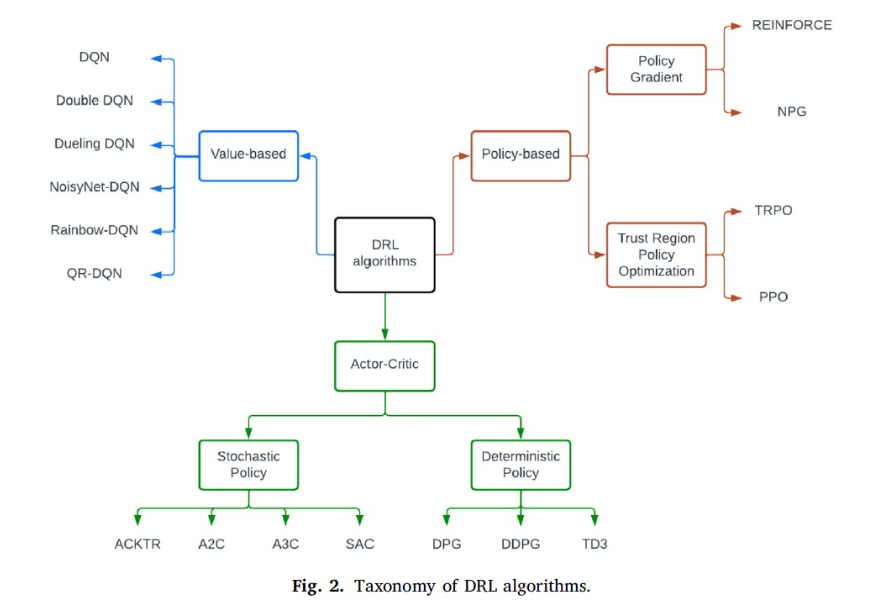 DQN
Double DQN
Dueling DQN
NoisyNet-DQN
Rainbow-DQN
QR-DQN
Value-based
DRL
algorithms
Policy-based
Policy
Gradient
REINFORCE
NPG
Trust Region
Policy
Optimization
TRPO
PPO
Actor-Critic
Stochastic
Policy
Deterministic
Policy
ACKTR
A2C
A3C
SAC
DPG
DDPG
TD3
Fig. 2. Taxonomy of DRL algorithms.